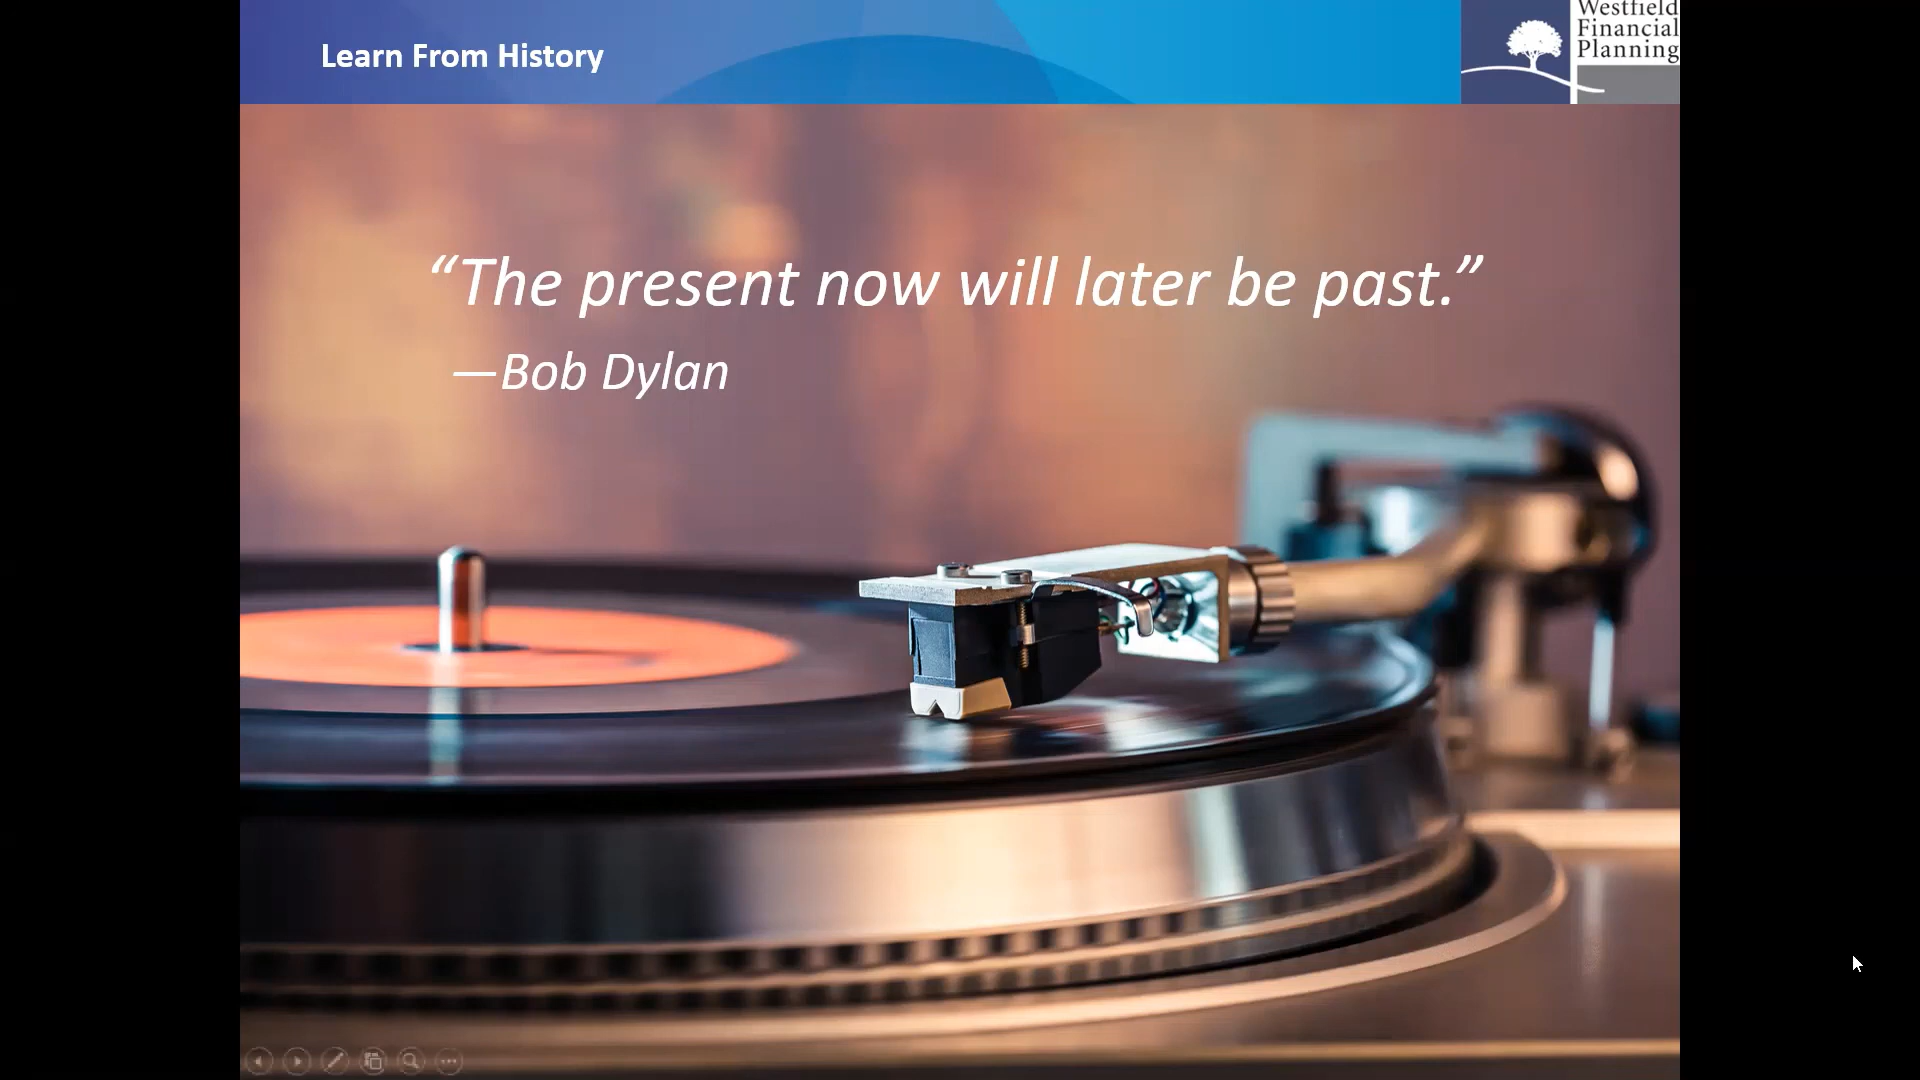 Learn From History
Westfield
Financial
Planning
“The present now will later be past.”
—Bob Dylan